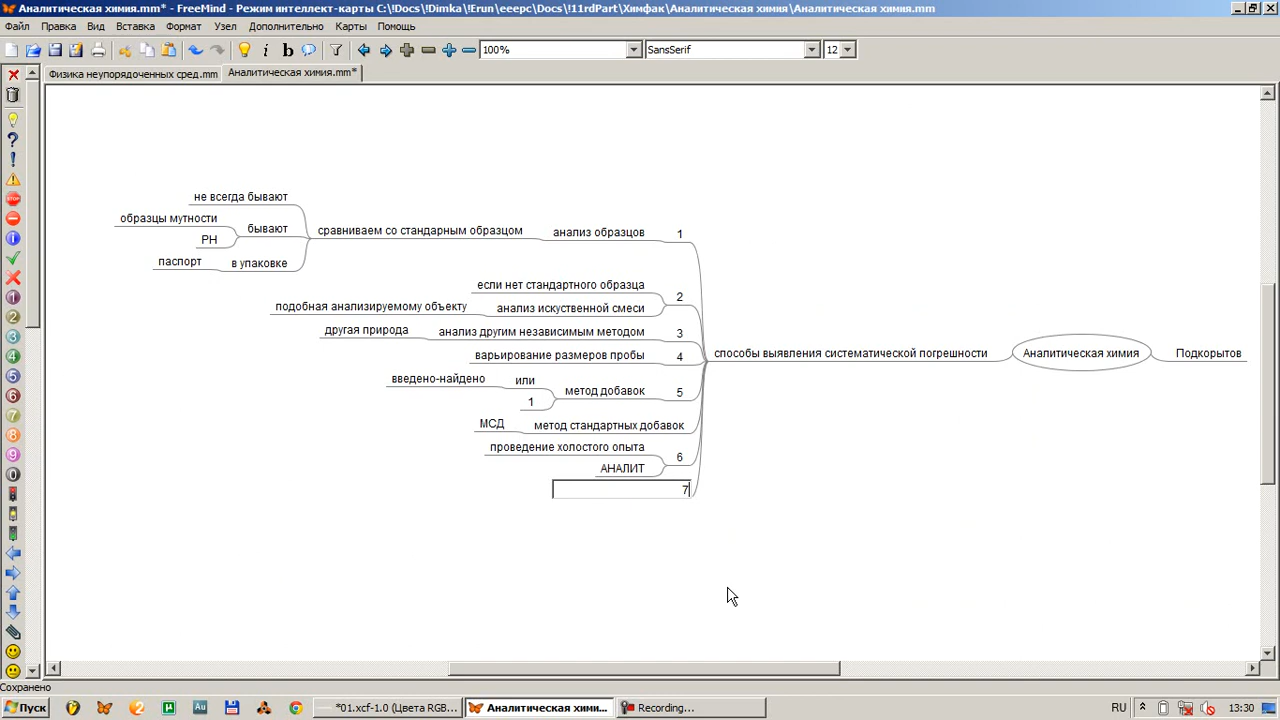 Аналитическая химия.mm* - FreeMind - Режим интеллект-карты C:\!Docs\!Dimka\!Erun\eeepc\Docs\!11rdPart\Химфак\Аналитическая химия\Аналитическая химия.mm
Файл Правка Вид Вставка Формат Узел Дополнительно Карты Помощь
100% SansSerif 12
Физика неупорядоченных сред.mm Аналитическая химия.mm*
не всегда бывают
образцы мутности
бывают
PH
паспорт
в упаковке
сравниваем со стандарным образцом
анализ образцов
1
если нет стандартного образца
2
подобная анализируемому объекту
анализ искуственной смеси
другая природа
анализ другим независимым методом
3
варьирование размеров пробы
4
введено-найдено
или
1
метод добавок
5
МСД
метод стандартных добавок
проведение холостого опыта
6
АНАЛИТ
7
способы выявления систематической погрешности
Аналитическая химия
Подкорытов
Сохранено
Пуск
*01.xcf-1.0 (Цвета RGB...
Аналитическая хими...
Recording...
RU
13:30